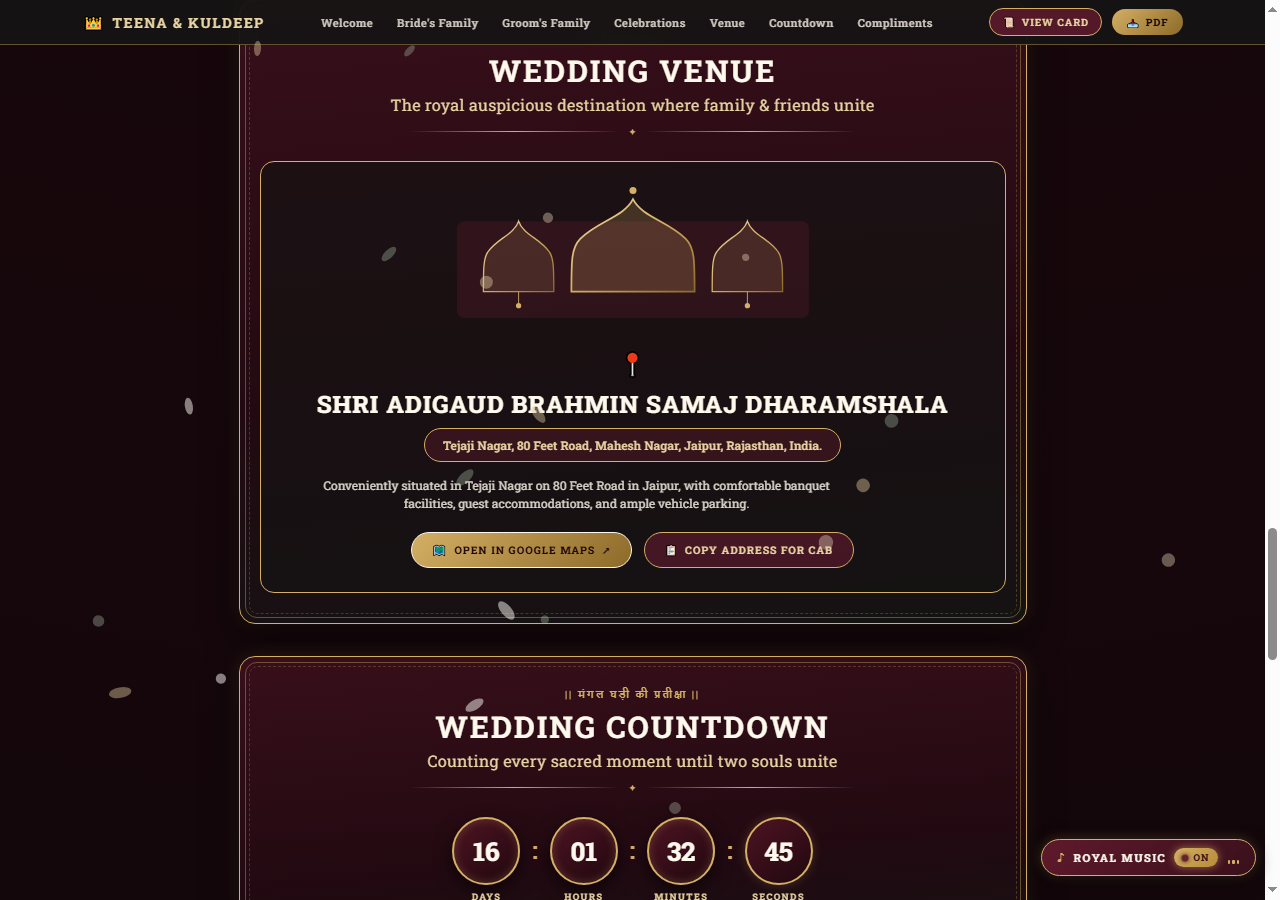 TEENA & KULDEEP
Welcome
Bride's Family
Groom's Family
Celebrations
Venue
Countdown
Compliments
VIEW CARD
PDF
WEDDING VENUE
The royal auspicious destination where family & friends unite
SHRI ADIGAUD BRAHMIN SAMAJ DHARAMSHALA
Tejaji Nagar, 80 Feet Road, Mahesh Nagar, Jaipur, Rajasthan, India.
Conveniently situated in Tejaji Nagar on 80 Feet Road in Jaipur, with comfortable banquet
facilities, guest accommodations, and ample vehicle parking.
OPEN IN GOOGLE MAPS ↗
COPY ADDRESS FOR CAB
|| मंगल घड़ी की प्रतीक्षा ||
WEDDING COUNTDOWN
Counting every sacred moment until two souls unite
16 : 01 : 32 : 45
DAYS HOURS MINUTES SECONDS
♪ ROYAL MUSIC ON